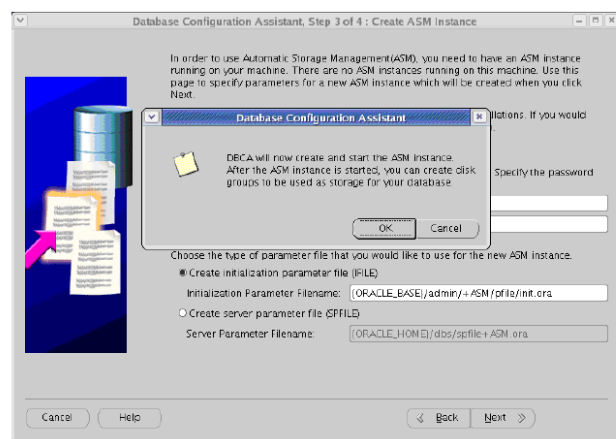 Database Configuration Assistant, Step 3 of 4 : Create ASM Instance
In order to use Automatic Storage Management(ASM), you need to have an ASM instance
running on your machine. There are no ASM instances running on this machine. Use this
page to specify parameters for a new ASM instance which will be created when you click
Next.
llations. If you would
Database Configuration Assistant
DBCA will now create and start the ASM Instance.
After the ASM instance is started, you can create disk
groups to be used as storage for your database
Specify the password
OK Cancel
Choose the type of parameter file that you would like to use for the new ASM instance.
Create initialization parameter file (IFILE)
Initialization Parameter Filename: {ORACLE_BASE}/admin/+ASM/pfile/init.ora
Create server parameter file (SPFILE)
Server Parameter Filename: {ORACLE_HOME}/dbs/spfile+ASM.ora
Cancel Help Back Next